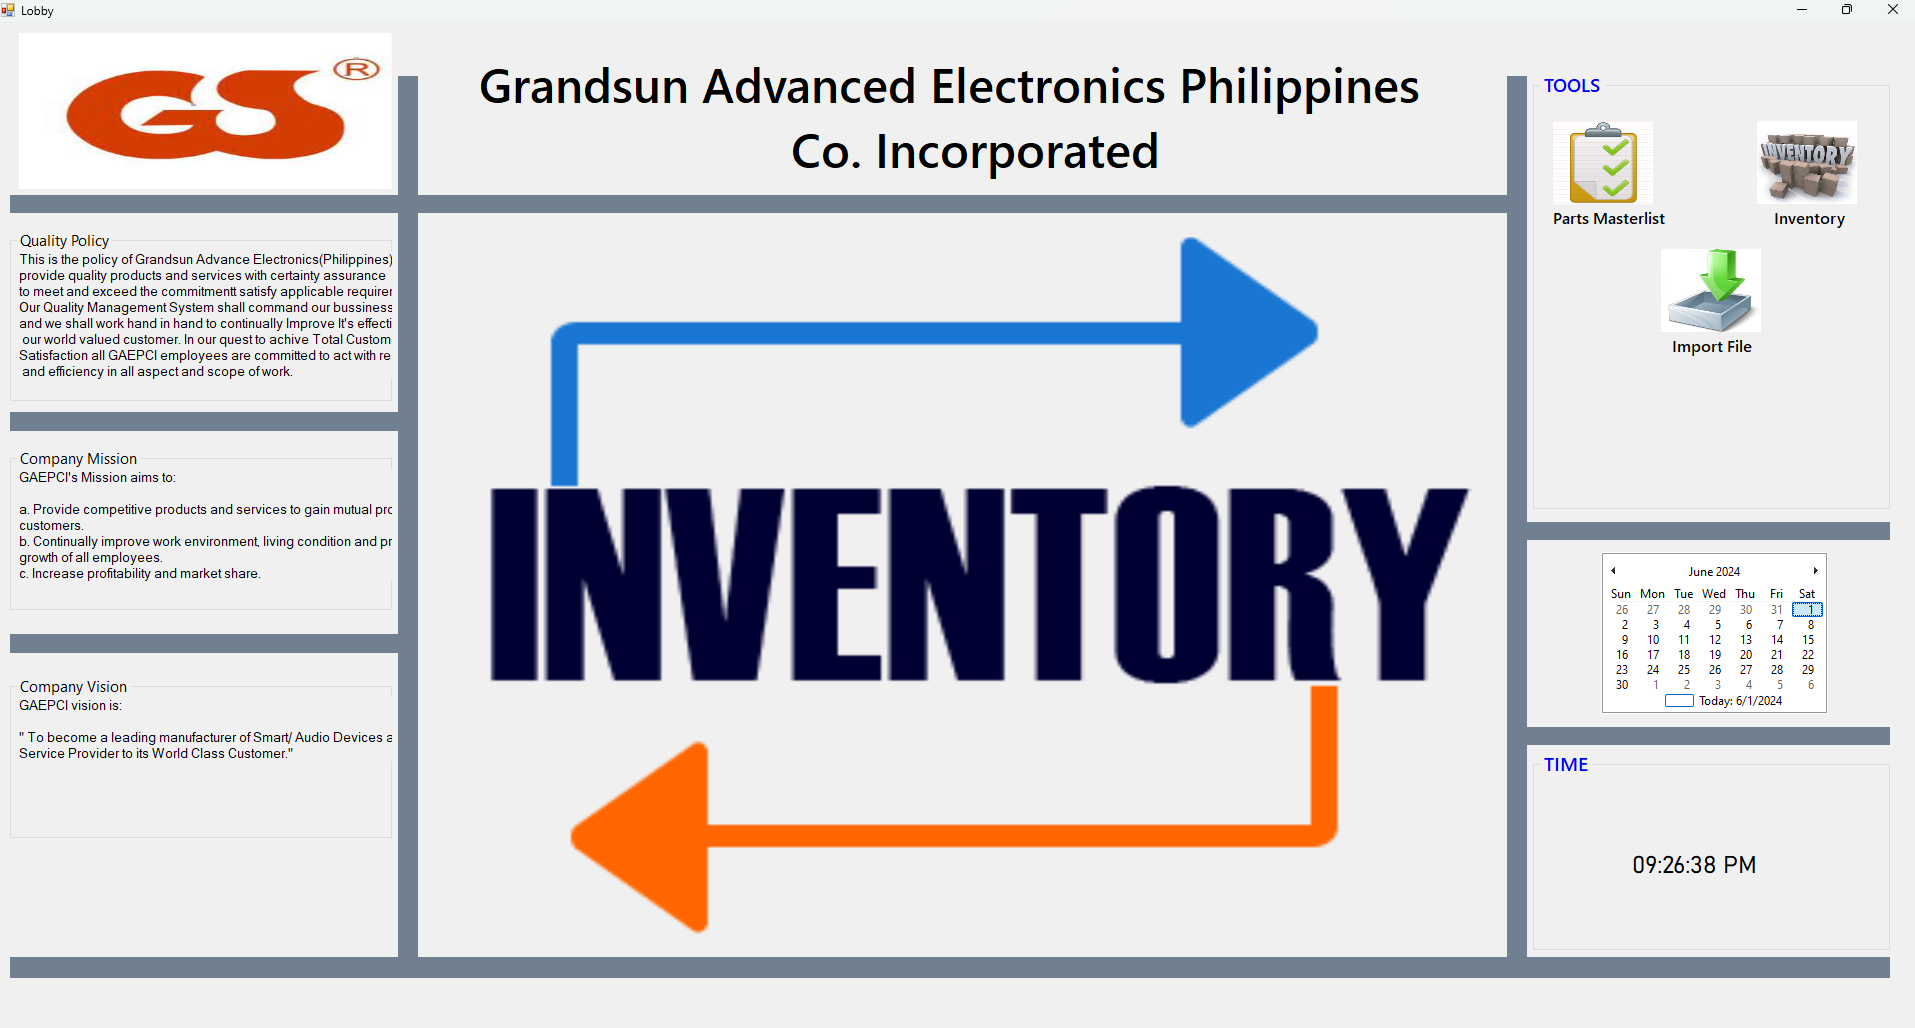 Lobby
GS ®
Grandsun Advanced Electronics Philippines
Co. Incorporated
Quality Policy
This is the policy of Grandsun Advance Electronics(Philippines)
provide quality products and services with certainty assurance
to meet and exceed the commitmentt satisfy applicable requirer
Our Quality Management System shall command our bussiness
and we shall work hand in hand to continually Improve It's effecti
our world valued customer. In our quest to achive Total Custom
Satisfaction all GAEPCI employees are committed to act with re
and efficiency in all aspect and scope of work.
Company Mission
GAEPCI's Mission aims to:
a. Provide competitive products and services to gain mutual pro
customers.
b. Continually improve work environment, living condition and pr
growth of all employees.
c. Increase profitability and market share.
Company Vision
GAEPCI vision is:
" To become a leading manufacturer of Smart/ Audio Devices a
Service Provider to its World Class Customer."
INVENTORY
TOOLS
INVENTORY
Parts Masterlist
Inventory
Import File
June 2024
Sun Mon Tue Wed Thu Fri Sat
26 27 28 29 30 31 1
2 3 4 5 6 7 8
9 10 11 12 13 14 15
16 17 18 19 20 21 22
23 24 25 26 27 28 29
30 1 2 3 4 5 6
Today: 6/1/2024
TIME
09:26:38 PM